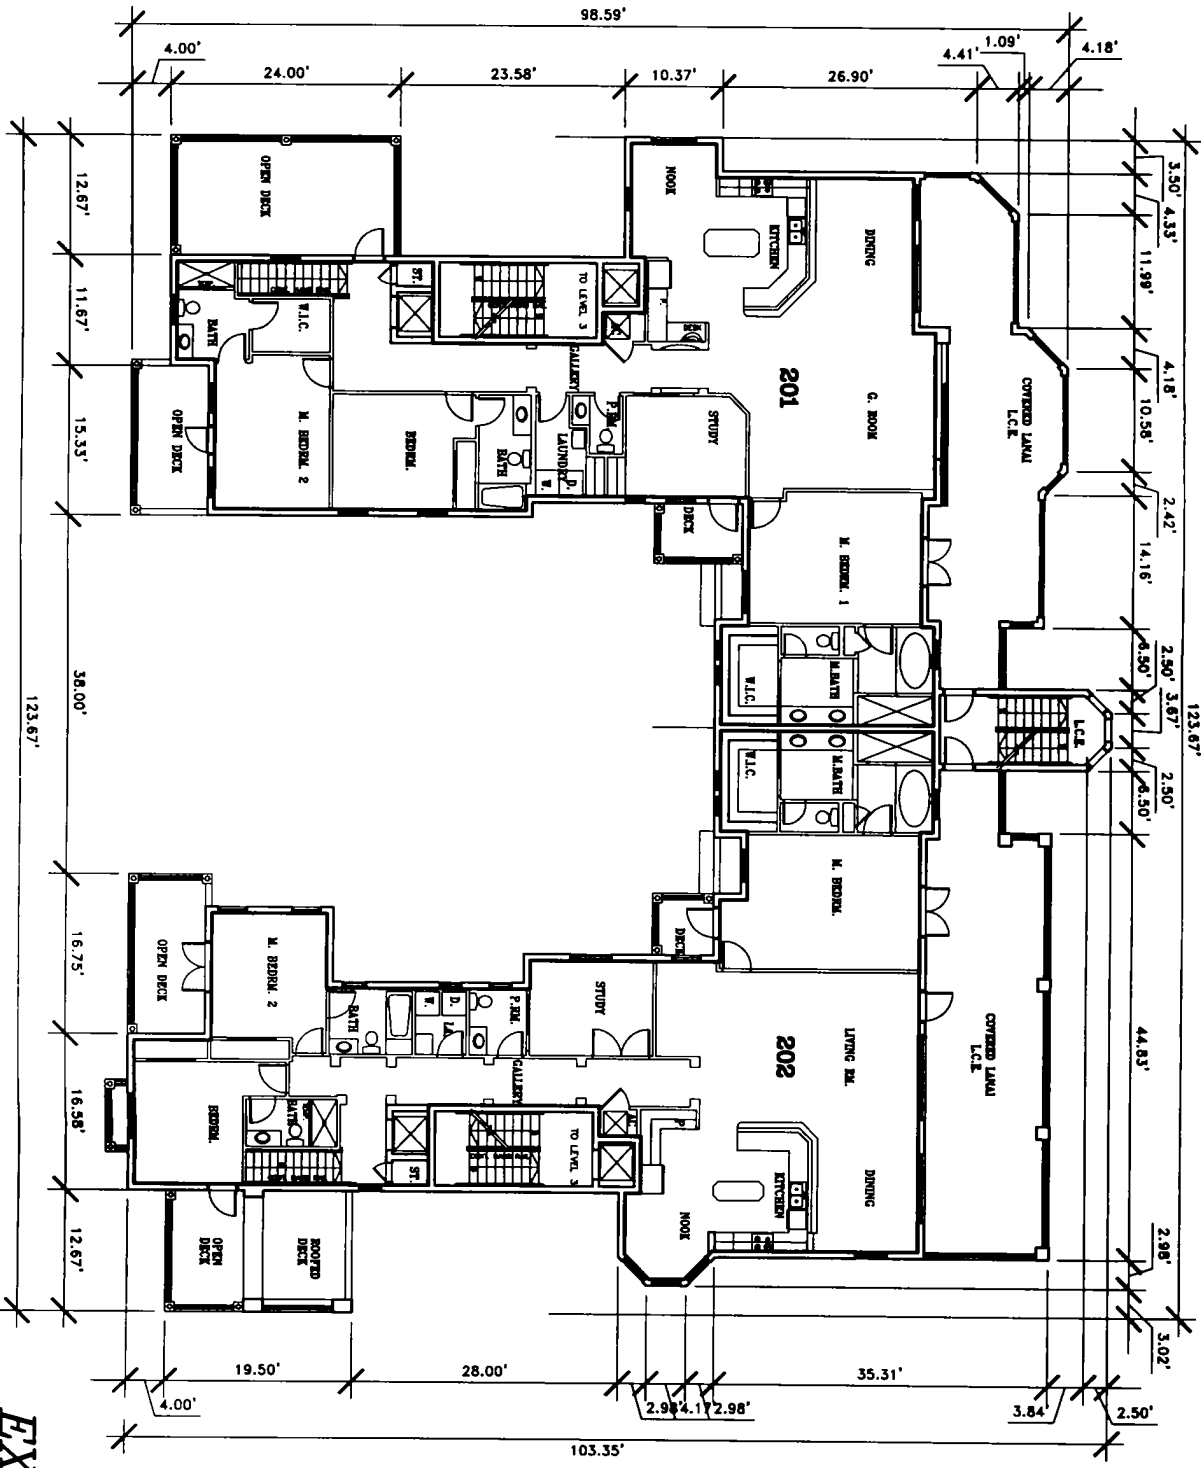 98.59'
4.00'
24.00'
23.58'
10.37'
26.90'
4.41'
1.09'
4.18'
123.67'
3.50'
4.33'
11.99'
4.18'
10.58'
2.42'
14.16'
2.50'
6.50'
3.67'
2.50'
6.50'
44.83'
2.98'
3.02'
123.67'
12.67'
11.67'
15.33'
38.00'
16.75'
16.58'
12.67'
OPEN DECK
NOOK
KITCHEN
DINING
ST.
TO LEVEL 3
W.I.C.
BATH
AC
P.
GALLERY
201
G. ROOM
COVERED LANAI
L.C.E.
OPEN DECK
M. BEDRM. 2
BEDRM.
BATH
LAUNDRY
D.
W.
P.RM
STUDY
DECK
M. BEDRM. 1
W.I.C.
M.BATH
L.C.E.
W.I.C.
M.BATH
M. BEDRM.
DECK
OPEN DECK
M. BEDRM. 2
BATH
W.
D.
LA.
P.RM.
STUDY
202
LIVING RM.
COVERED LANAI
L.C.E.
GALLERY
BEDRM.
BATH
ST.
TO LEVEL 3
AC.
P.
KITCHEN
DINING
NOOK
OPEN
DECK
ROOFED
DECK
4.00'
19.50'
28.00'
2.98'
4.17'
2.98'
35.31'
3.84'
2.50'
103.35'
EX